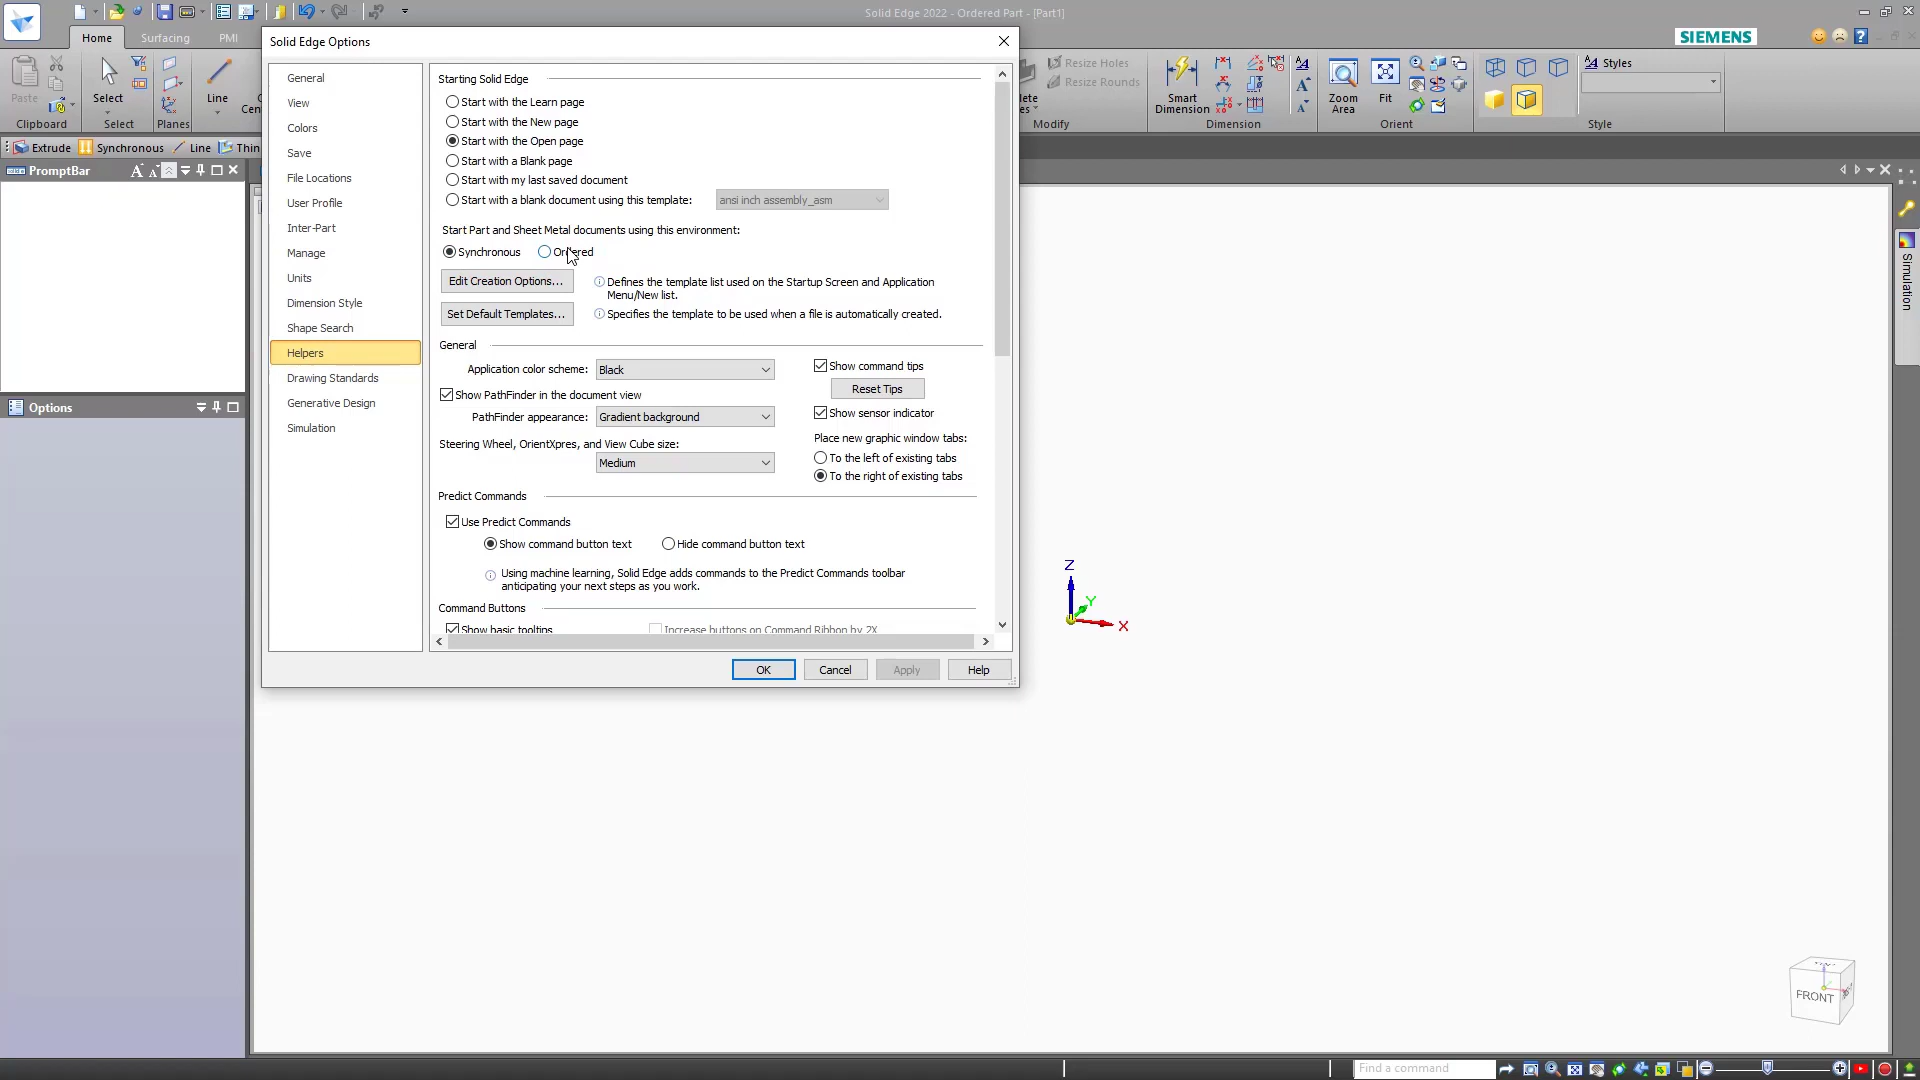 Solid Edge 2022 - Ordered Part - [Part1]
Home
Surfacing
PMI
SIEMENS
Paste
Clipboard
Select
Select
Planes
Line
Resize Holes
Resize Rounds
Modify
Smart Dimension
Dimension
Zoom Area
Fit
Orient
Styles
Style
Extrude
Synchronous
Line
Thin
PromptBar
Options
Solid Edge Options
General
View
Colors
Save
File Locations
User Profile
Inter-Part
Manage
Units
Dimension Style
Shape Search
Helpers
Drawing Standards
Generative Design
Simulation
Starting Solid Edge
Start with the Learn page
Start with the New page
Start with the Open page
Start with a Blank page
Start with my last saved document
Start with a blank document using this template:
ansi inch assembly_asm
Start Part and Sheet Metal documents using this environment:
Synchronous
Ordered
Edit Creation Options...
Defines the template list used on the Startup Screen and Application
Menu/New list.
Set Default Templates...
Specifies the template to be used when a file is automatically created.
General
Application color scheme:
Black
Show command tips
Reset Tips
Show PathFinder in the document view
PathFinder appearance:
Gradient background
Show sensor indicator
Steering Wheel, OrientXpres, and View Cube size:
Medium
Place new graphic window tabs:
To the left of existing tabs
To the right of existing tabs
Predict Commands
Use Predict Commands
Show command button text
Hide command button text
Using machine learning, Solid Edge adds commands to the Predict Commands toolbar
anticipating your next steps as you work.
Command Buttons
Show basic tooltips
Increase buttons on Command Ribbon by 2X
OK
Cancel
Apply
Help
Simulation
Z
Y
X
FRONT
Find a command